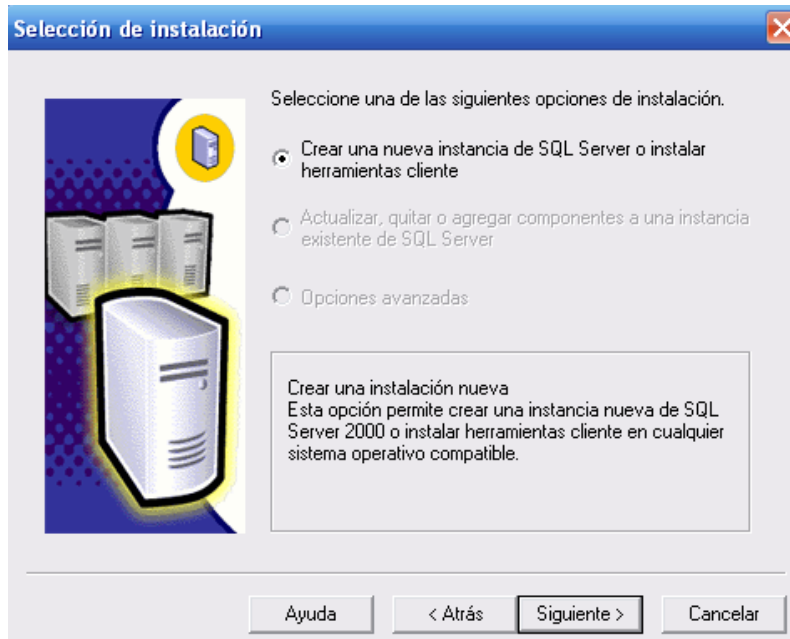 Selección de instalación
Seleccione una de las siguientes opciones de instalación.
Crear una nueva instancia de SQL Server o instalar
herramientas cliente
Actualizar, quitar o agregar componentes a una instancia
existente de SQL Server
Opciones avanzadas
Crear una instalación nueva
Esta opción permite crear una instancia nueva de SQL
Server 2000 o instalar herramientas cliente en cualquier
sistema operativo compatible.
Ayuda
< Atrás
Siguiente >
Cancelar